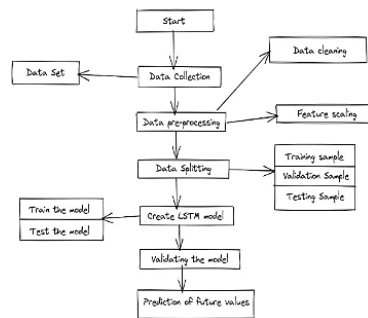 Start
Data cleaning
Data Set
Data Collection
Data pre-processing
Feature scaling
Data Splitting
Training sample
Validation Sample
Testing Sample
Train the model
Test the model
Create LSTM model
Validating the model
Prediction of future values